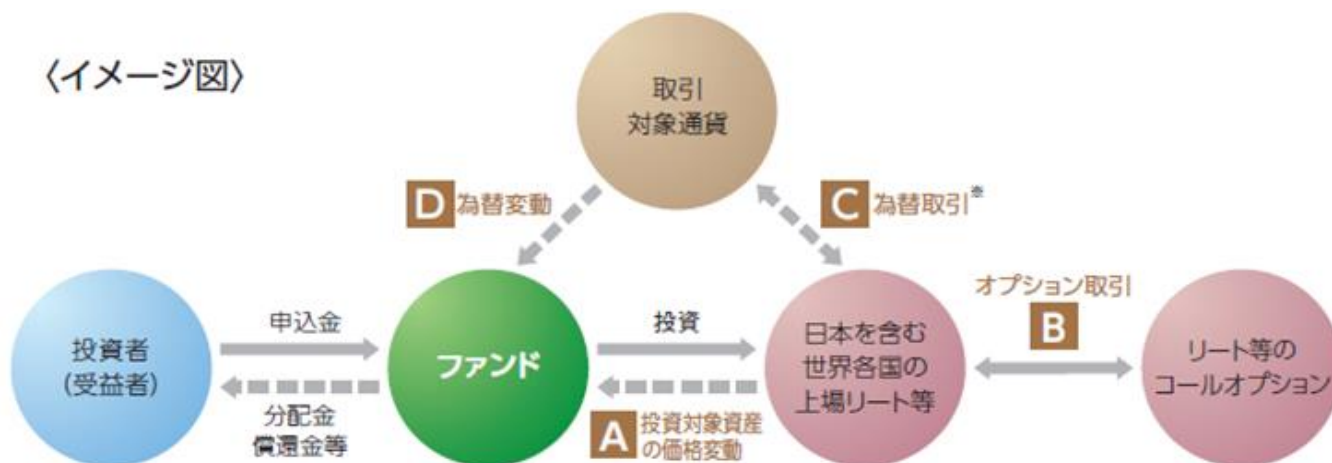 〈イメージ図〉
取引
対象通貨
D 為替変動
C 為替取引※
投資者
(受益者)
申込金
分配金
償還金等
ファンド
投資
A 投資対象資産
の価格変動
日本を含む
世界各国の
上場リート等
オプション取引
B
リート等の
コールオプション